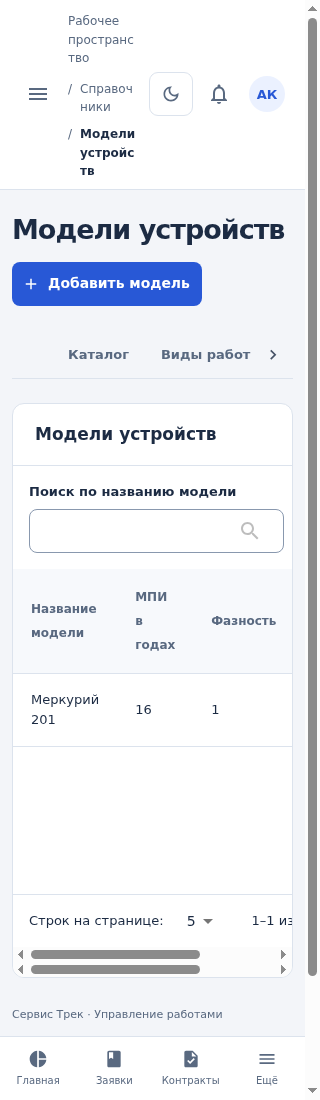 Рабочее
пространс
тво
/ Справоч
ники
/ Модели
устройс
тв
АК
Модели устройств
+ Добавить модель
Каталог
Виды работ
Модели устройств
Поиск по названию модели
Название
модели
МПИ
в
годах
Фазность
Меркурий
201
16
1
Строк на странице:
5
1–1 из
Сервис Трек · Управление работами
Главная
Заявки
Контракты
Ещё